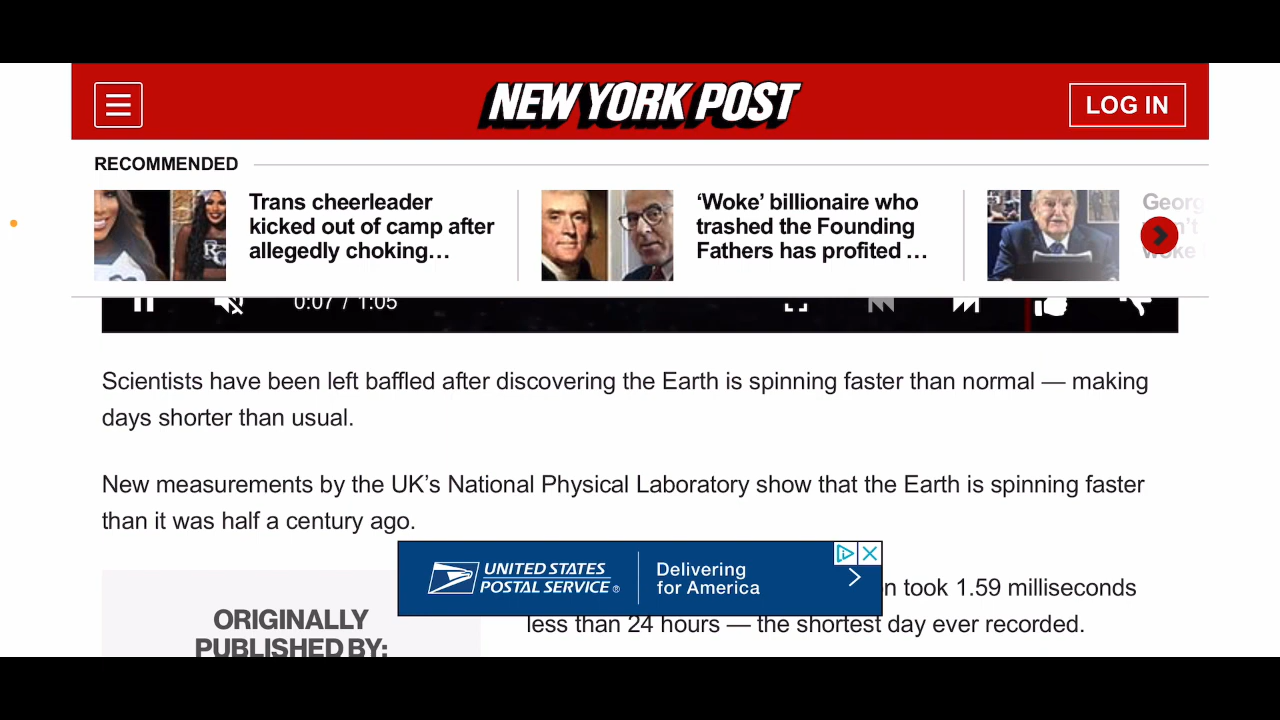 NEW YORK POST
LOG IN
RECOMMENDED
Trans cheerleader
kicked out of camp after
allegedly choking...
‘Woke’ billionaire who
trashed the Founding
Fathers has profited ...
Georg
woke
0:07 / 1:05
Scientists have been left baffled after discovering the Earth is spinning faster than normal — making
days shorter than usual.
New measurements by the UK’s National Physical Laboratory show that the Earth is spinning faster
than it was half a century ago.
UNITED STATES
POSTAL SERVICE®
Delivering
for America
n took 1.59 milliseconds
less than 24 hours — the shortest day ever recorded.
ORIGINALLY
PUBLISHED BY: